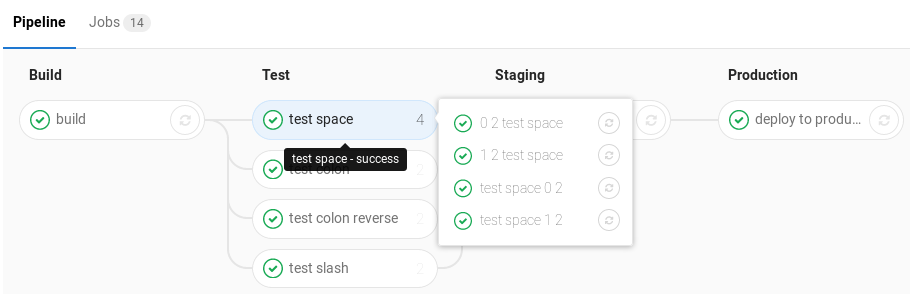 Pipeline Jobs 14
Build Test Staging Production
build
test space 4
deploy to produ...
test space - success
test colon 2
test colon reverse 2
test slash 2
0 2 test space
1 2 test space
test space 0 2
test space 1 2